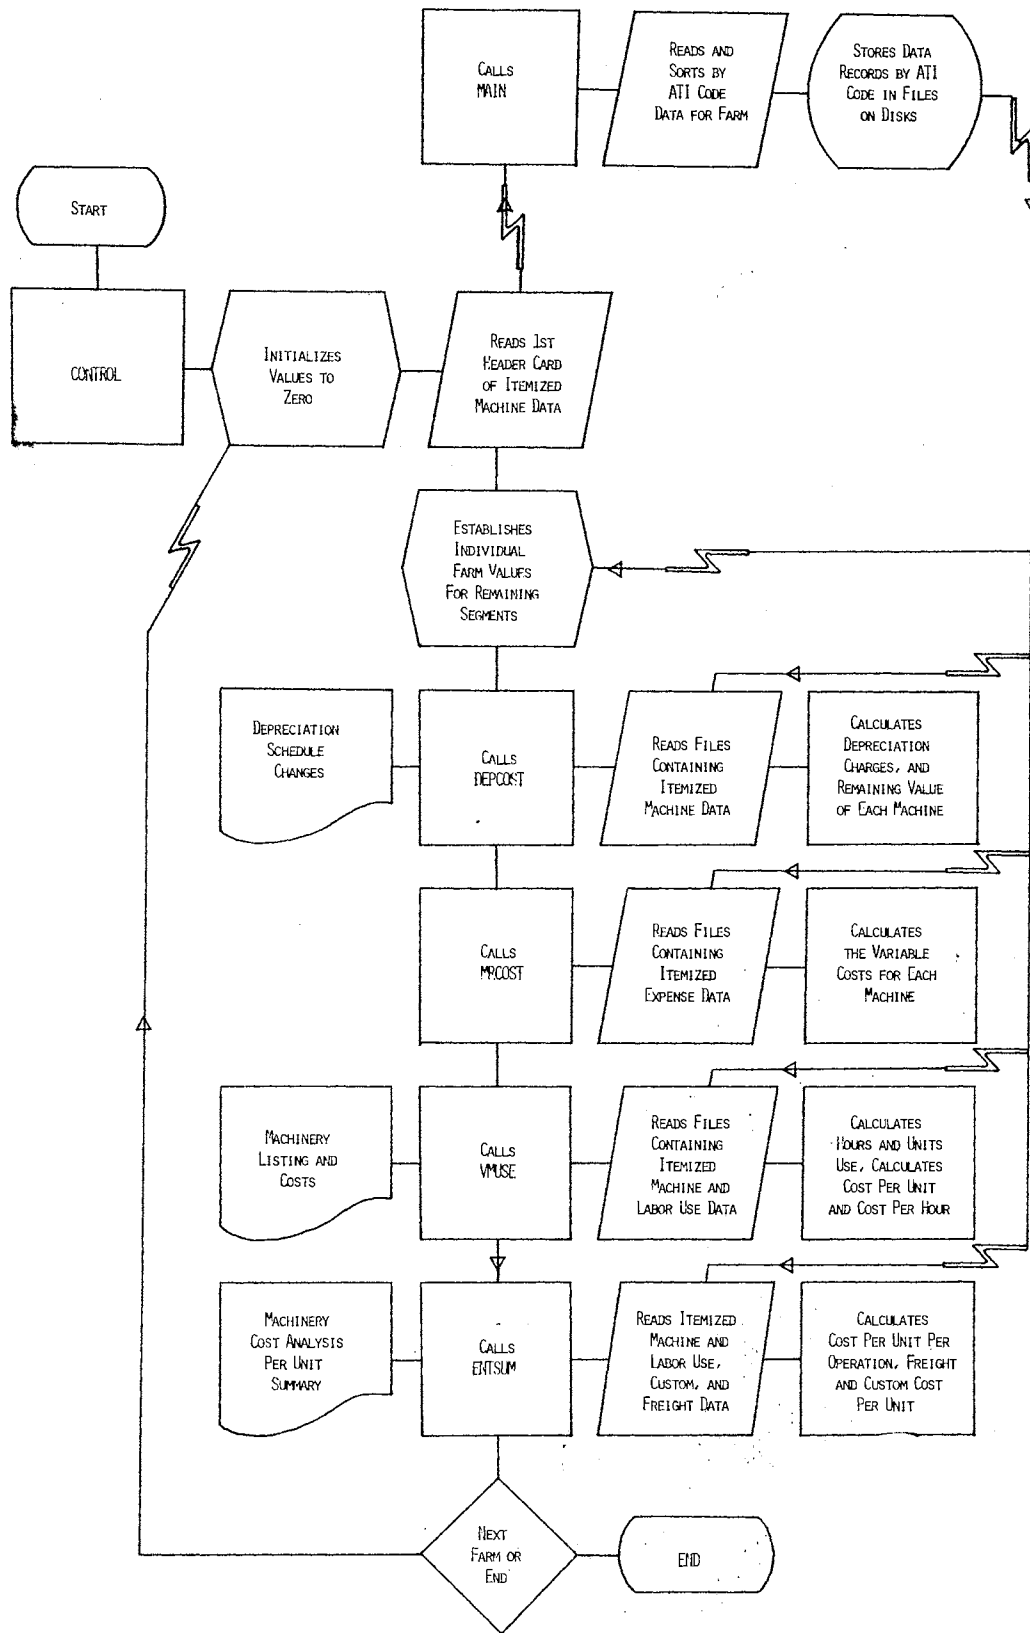 CALLS
MAIN
READS AND
SORTS BY
ATI CODE
DATA FOR FARM
STORES DATA
RECORDS BY ATI
CODE IN FILES
ON DISKS
START
CONTROL
INITIALIZES
VALUES TO
ZERO
READS 1ST
HEADER CARD
OF ITEMIZED
MACHINE DATA
ESTABLISHES
INDIVIDUAL
FARM VALUES
FOR REMAINING
SEGMENTS
DEPRECIATION
SCHEDULE
CHANGES
CALLS
DEPCOST
READS FILES
CONTAINING
ITEMIZED
MACHINE DATA
CALCULATES
DEPRECIATION
CHARGES, AND
REMAINING VALUE
OF EACH MACHINE
CALLS
MRCOST
READS FILES
CONTAINING
ITEMIZED
EXPENSE DATA
CALCULATES
THE VARIABLE
COSTS FOR EACH
MACHINE
MACHINERY
LISTING AND
COSTS
CALLS
VMUSE
READS FILES
CONTAINING
ITEMIZED
MACHINE AND
LABOR USE DATA
CALCULATES
HOURS AND UNITS
USE, CALCULATES
COST PER UNIT
AND COST PER HOUR
MACHINERY
COST ANALYSIS
PER UNIT
SUMMARY
CALLS
ENTSUM
READS ITEMIZED
MACHINE AND
LABOR USE,
CUSTOM, AND
FREIGHT DATA
CALCULATES
COST PER UNIT PER
OPERATION, FREIGHT
AND CUSTOM COST
PER UNIT
NEXT
FARM OR
END
END